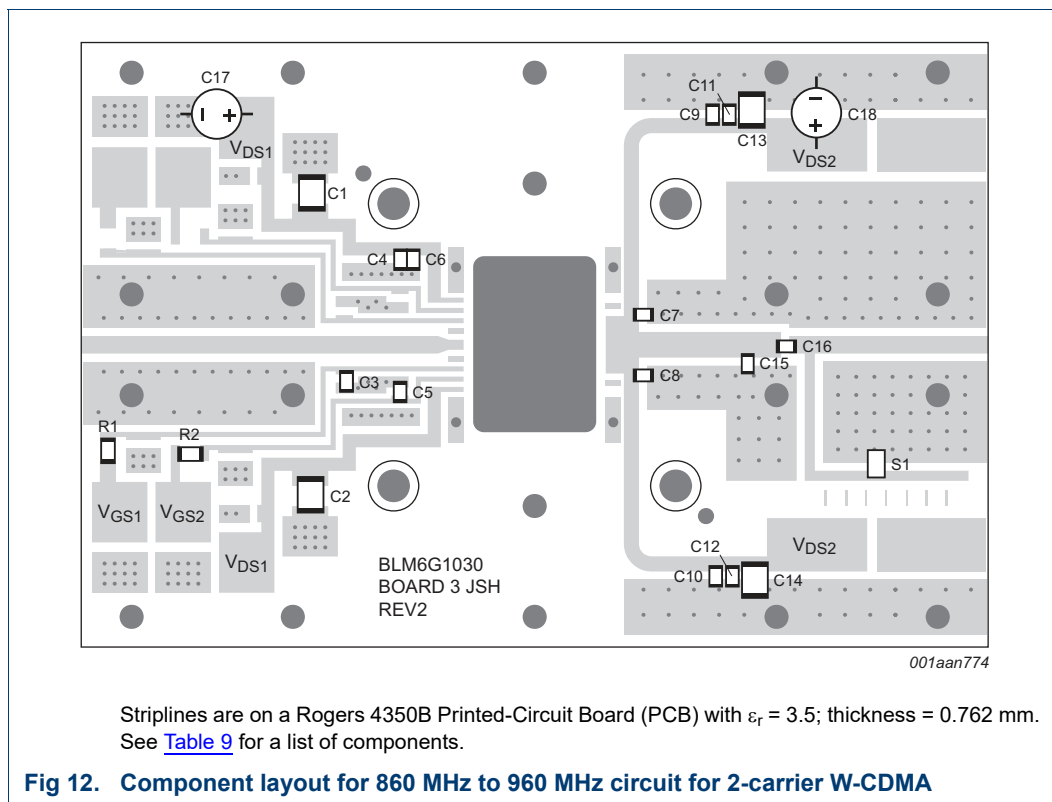 C17
C11
C9
C18
C13
VDS1
VDS2
C1
C4
C6
C7
C16
C15
C3
C8
C5
R1
R2
S1
C2
VGS1
VGS2
VDS1
VDS2
C12
C10
C14
BLM6G1030
BOARD 3 JSH
REV2
001aan774
Striplines are on a Rogers 4350B Printed-Circuit Board (PCB) with εr = 3.5; thickness = 0.762 mm.
See Table 9 for a list of components.
Fig 12. Component layout for 860 MHz to 960 MHz circuit for 2-carrier W-CDMA